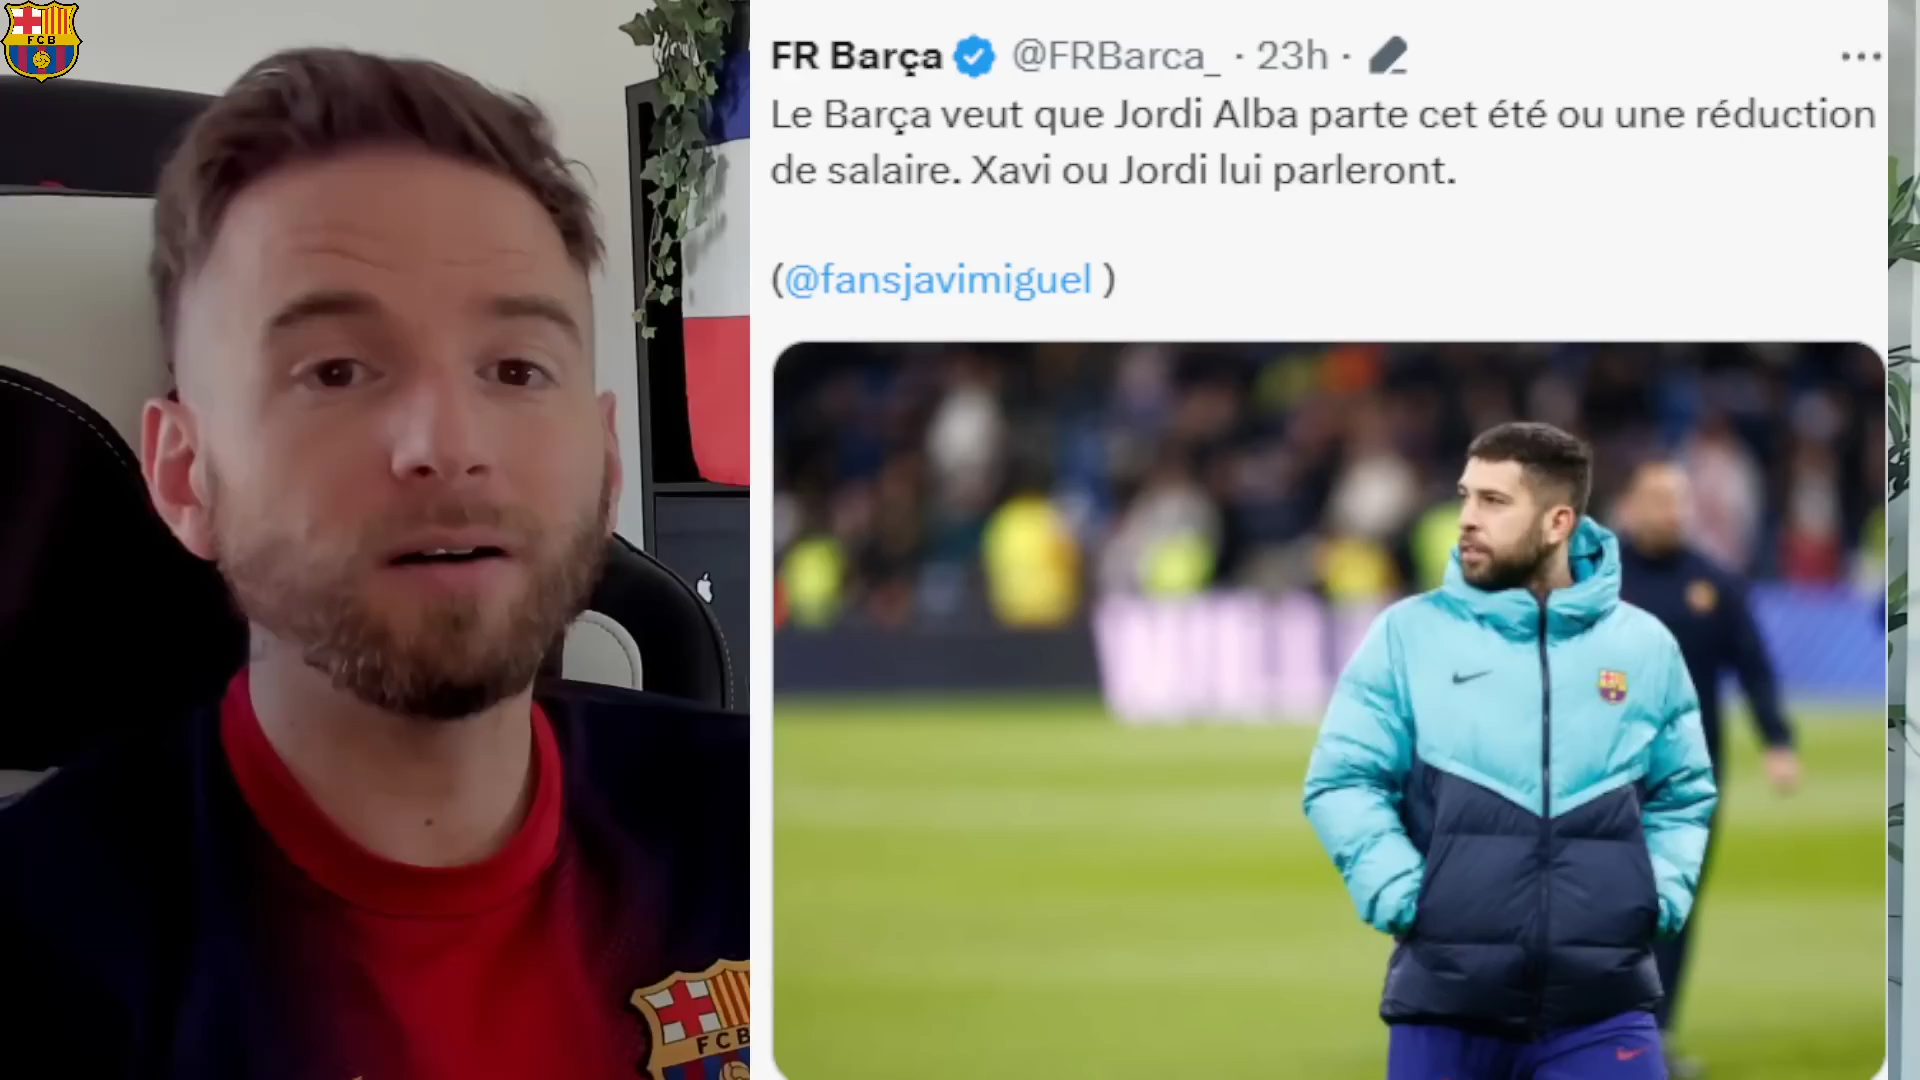 FCB
FR Barça @FRBarca_ · 23h ·
Le Barça veut que Jordi Alba parte cet été ou une réduction
de salaire. Xavi ou Jordi lui parleront.
(@fansjavimiguel )
FCB